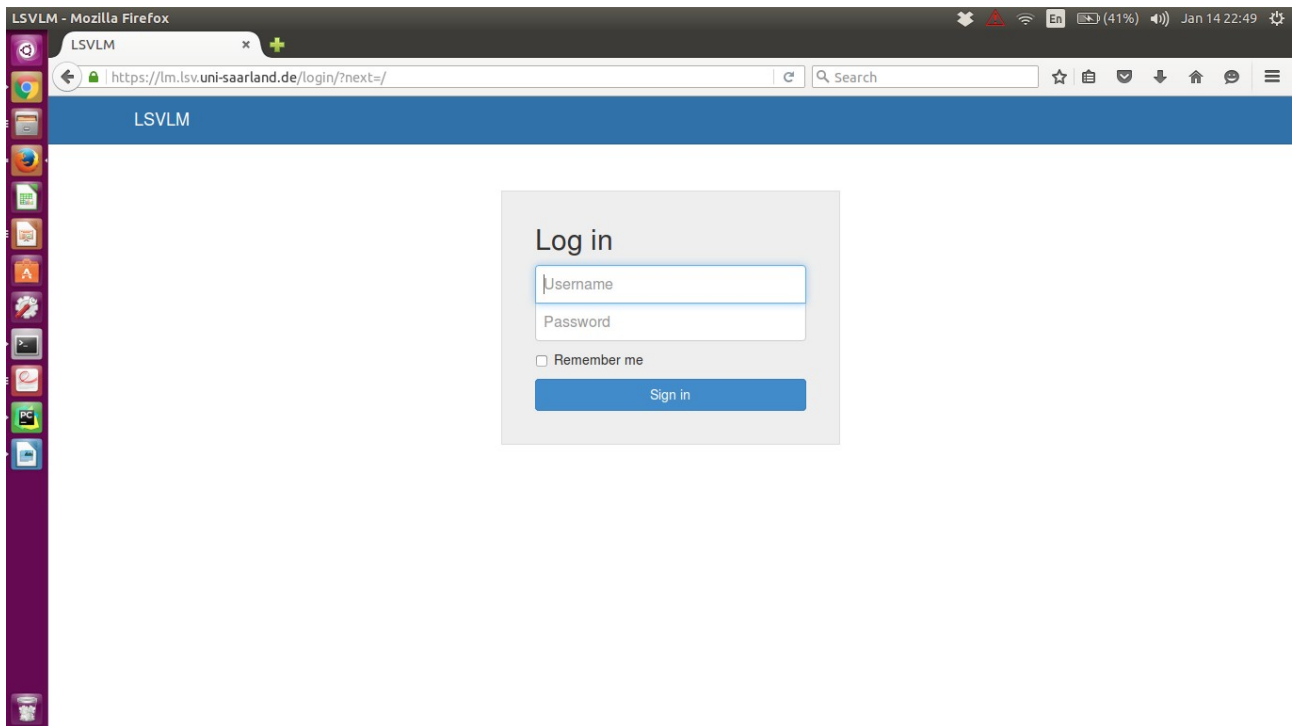 LSVLM - Mozilla Firefox
En (41%) Jan 14 22:49
LSVLM
https://lm.lsv.uni-saarland.de/login/?next=/
Search
LSVLM
Log in
Username
Password
Remember me
Sign in
PC